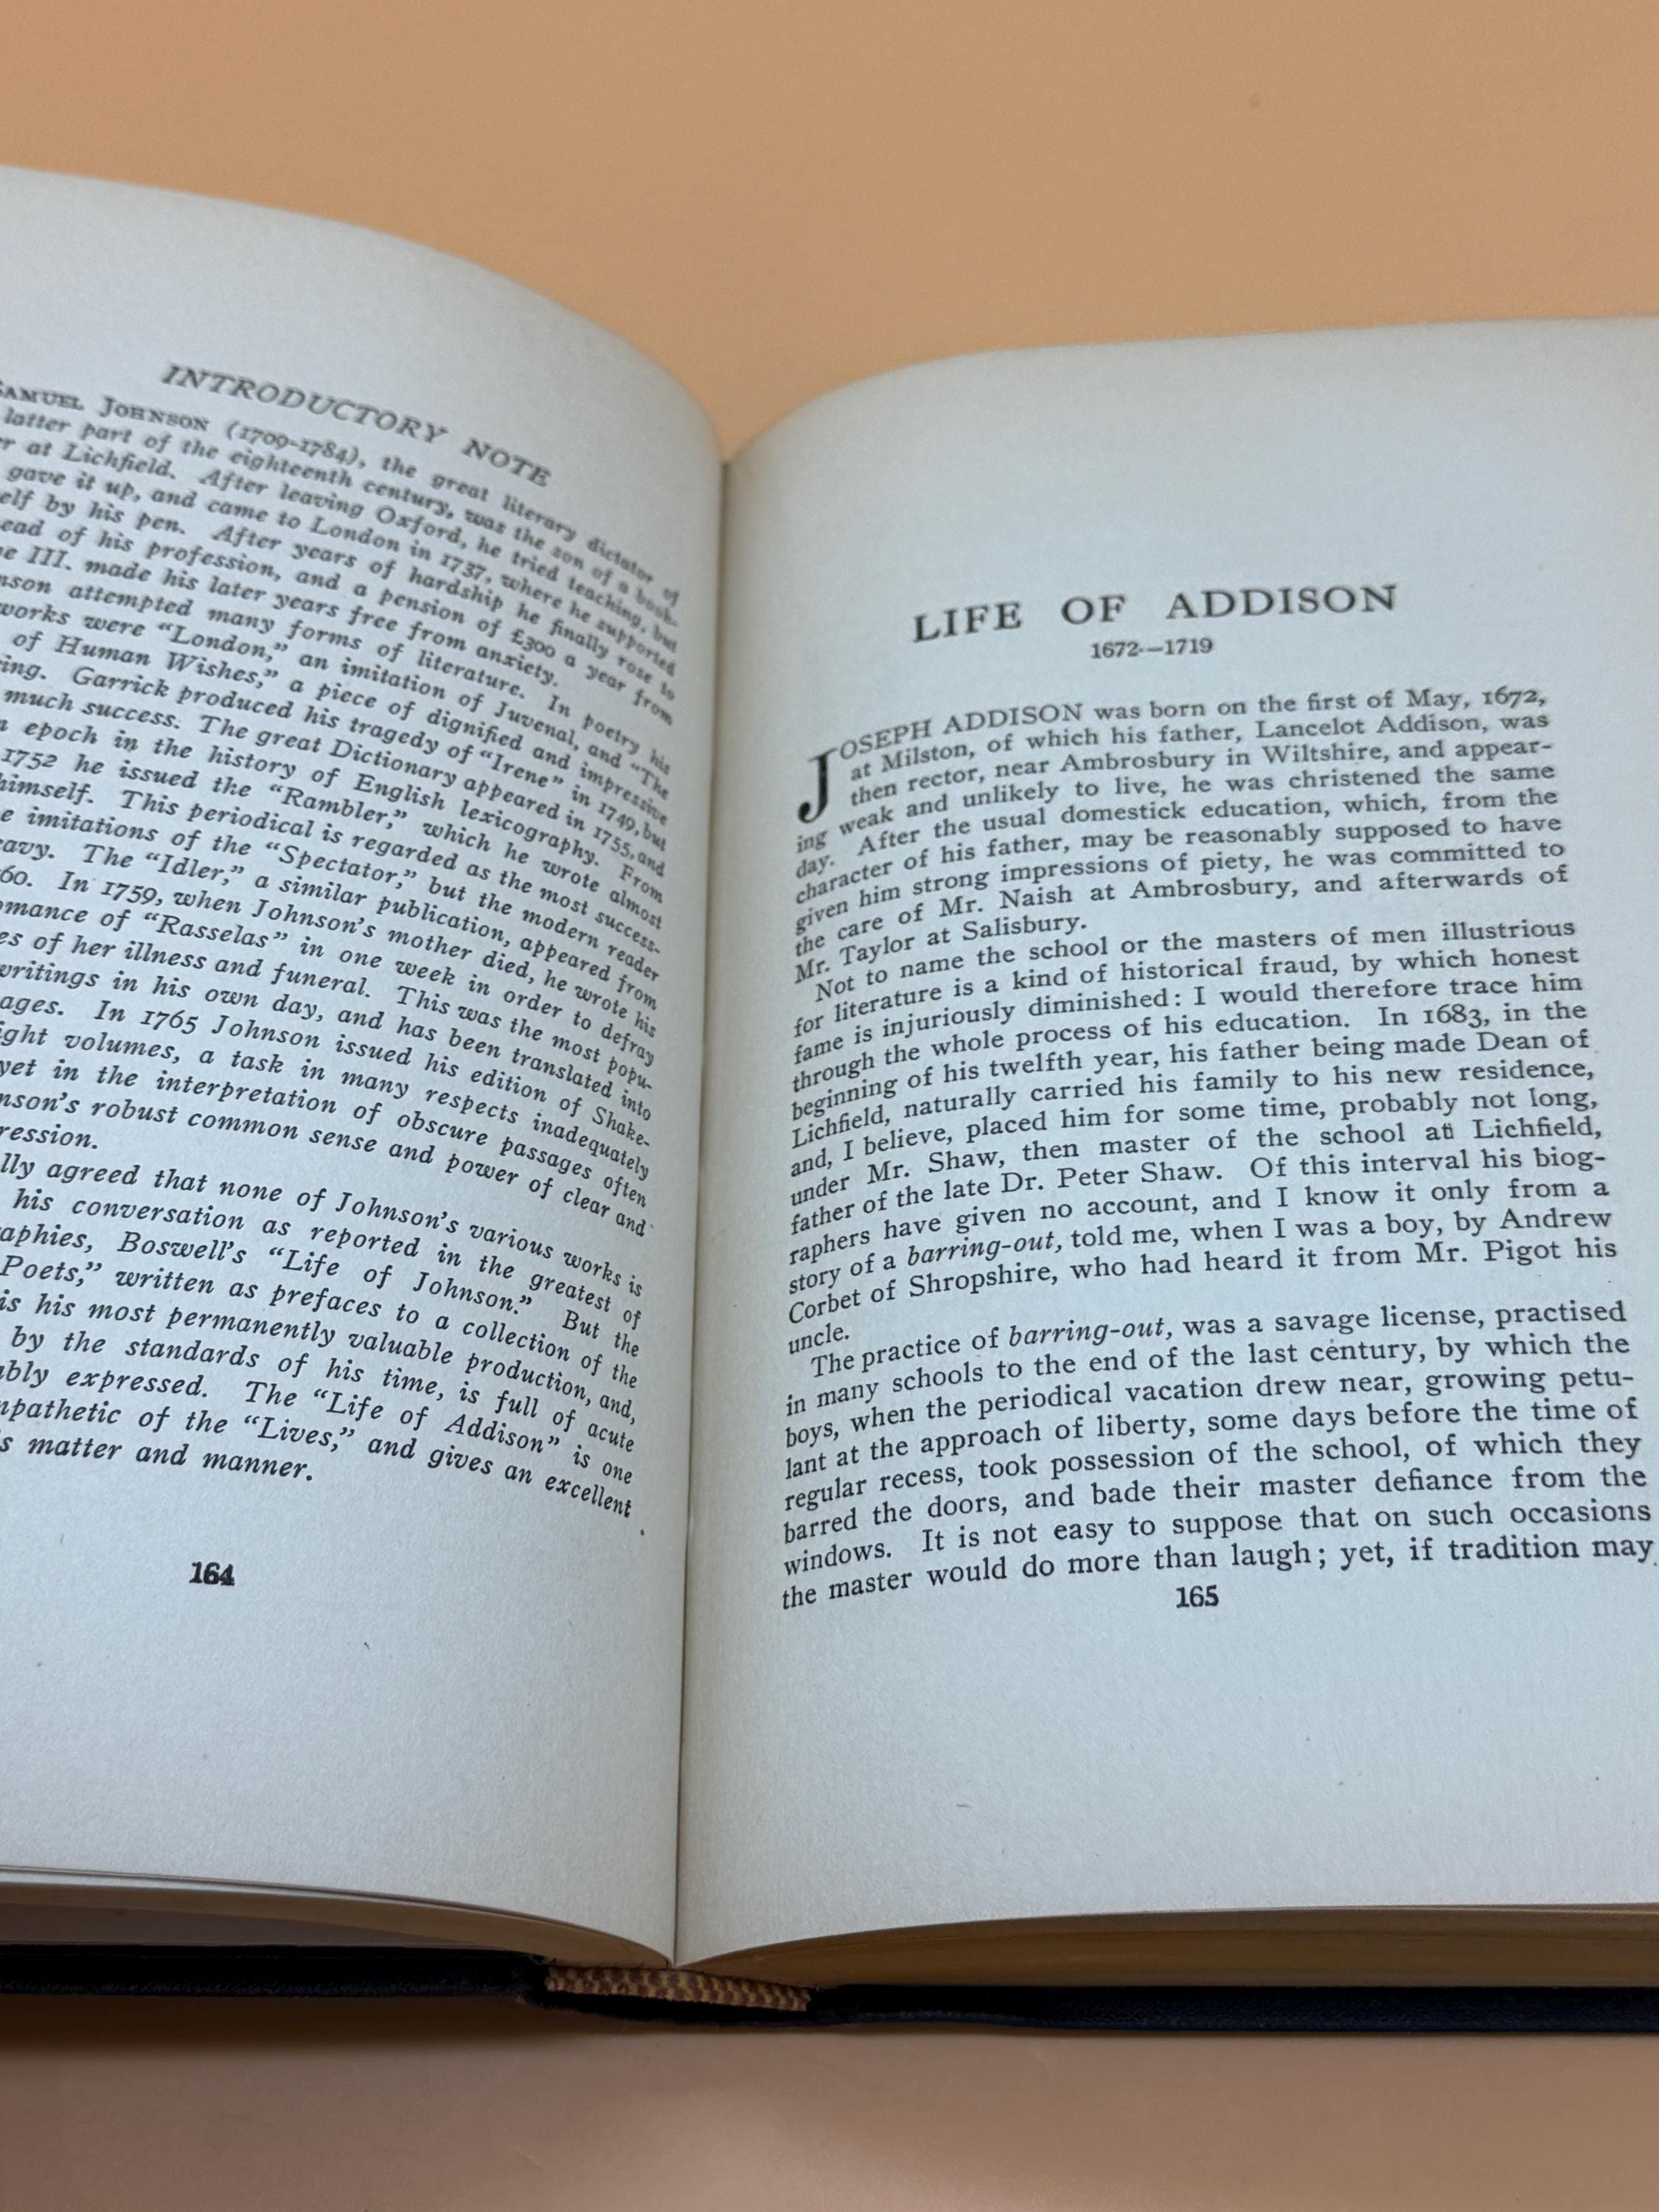 INTRODUCTORY NOTE
SAMUEL JOHNSON (1709-1784), the great literary dictator of
latter part of the eighteenth century, was the son of a book-
at Lichfield. After leaving Oxford, he tried teaching, but
gave it up, and came to London in 1737, where he supported
elf by his pen. After years of hardship he finally rose to
ead of his profession, and a pension of £300 a year from
e III. made his later years free from anxiety.
nson attempted many forms of literature. In poetry his
works were "London," an imitation of Juvenal, and "The
of Human Wishes," a piece of dignified and impressive
ing. Garrick produced his tragedy of "Irene" in 1749, but
much success. The great Dictionary appeared in 1755, and
epoch in the history of English lexicography. From
1752 he issued the "Rambler," which he wrote almost
himself. This periodical is regarded as the most success-
e imitations of the "Spectator," but the modern reader
eavy. The "Idler," a similar publication, appeared from
60. In 1759, when Johnson's mother died, he wrote his
omance of "Rasselas" in one week in order to defray
es of her illness and funeral. This was the most popu-
writings in his own day, and has been translated into
ages. In 1765 Johnson issued his edition of Shake-
ight volumes, a task in many respects inadequately
yet in the interpretation of obscure passages often
nson's robust common sense and power of clear and
ression.
lly agreed that none of Johnson's various works is
his conversation as reported in the greatest of
aphies, Boswell's "Life of Johnson." But the
Poets," written as prefaces to a collection of the
is his most permanently valuable production, and,
by the standards of his time, is full of acute
ably expressed. The "Life of Addison" is one
mpathetic of the "Lives," and gives an excellent
s matter and manner.
164
LIFE OF ADDISON
1672—1719
JOSEPH ADDISON was born on the first of May, 1672,
at Milston, of which his father, Lancelot Addison, was
then rector, near Ambrosbury in Wiltshire, and appear-
ing weak and unlikely to live, he was christened the same
day. After the usual domestick education, which, from the
character of his father, may be reasonably supposed to have
given him strong impressions of piety, he was committed to
the care of Mr. Naish at Ambrosbury, and afterwards of
Mr. Taylor at Salisbury.
Not to name the school or the masters of men illustrious
for literature is a kind of historical fraud, by which honest
fame is injuriously diminished: I would therefore trace him
through the whole process of his education. In 1683, in the
beginning of his twelfth year, his father being made Dean of
Lichfield, naturally carried his family to his new residence,
and, I believe, placed him for some time, probably not long,
under Mr. Shaw, then master of the school at Lichfield,
father of the late Dr. Peter Shaw. Of this interval his biog-
raphers have given no account, and I know it only from a
story of a barring-out, told me, when I was a boy, by Andrew
Corbet of Shropshire, who had heard it from Mr. Pigot his
uncle.
The practice of barring-out, was a savage license, practised
in many schools to the end of the last century, by which the
boys, when the periodical vacation drew near, growing petu-
lant at the approach of liberty, some days before the time of
regular recess, took possession of the school, of which they
barred the doors, and bade their master defiance from the
windows. It is not easy to suppose that on such occasions
the master would do more than laugh; yet, if tradition may
165